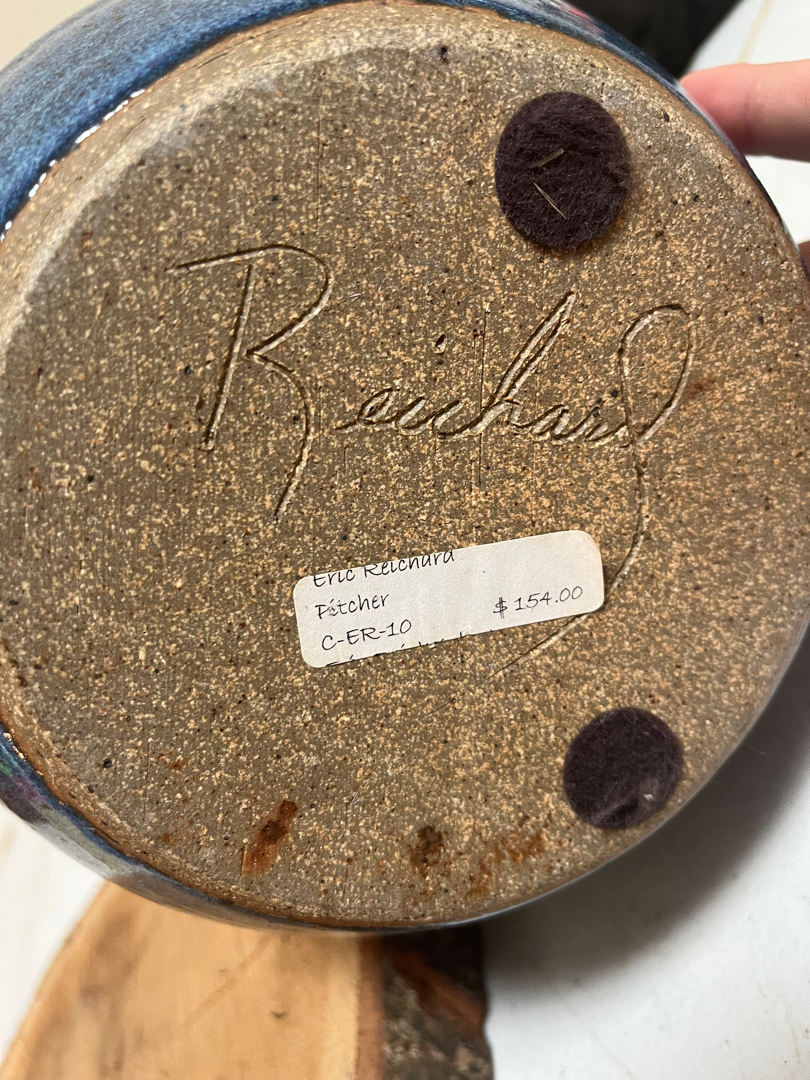 Reichard
Eric Reichard
Pitcher
$154.00
C-ER-10